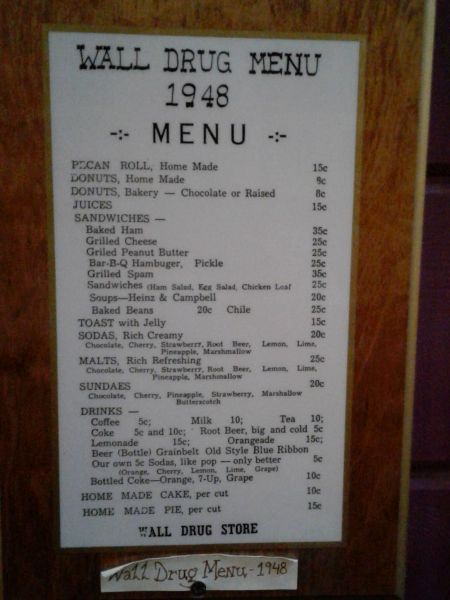 WALL DRUG MENU
1948
-:- MENU -:-
PECAN ROLL, Home Made 15c
DONUTS, Home Made 8c
DONUTS, Bakery — Chocolate or Raised 8c
JUICES 15c
SANDWICHES —
Baked Ham 35c
Grilled Cheese 25c
Griled Peanut Butter 25c
Bar-B-Q Hambuger, Pickle 25c
Grilled Spam 35c
Sandwiches (Ham Salad, Egg Salad, Chicken Loaf 25c
Soups—Heinz & Campbell 20c
Baked Beans 20c Chile 25c
TOAST with Jelly 15c
SODAS, Rich Creamy 20c
Chocolate, Cherry, Strawberry, Root Beer, Lemon, Lime,
Pineapple, Marshmallow
MALTS, Rich Refreshing 25c
Chocolate, Cherry, Strawberry, Root Beer, Lemon, Lime,
Pineapple, Marshmallow
SUNDAES 20c
Chocolate, Cherry, Pineapple, Strawberry, Marshallow
Butterscotch
DRINKS —
Coffee 5c; Milk 10; Tea 10;
Coke 5c and 10c; Root Beer, big and cold 5c
Lemonade 15c; Orangeade 15c;
Beer (Bottle) Grainbelt Old Style Blue Ribbon
Our own 5c Sodas, like pop — only better 5c
(Orange, Cherry, Lemon, Lime, Grape)
Bottled Coke—Orange, 7-Up, Grape 10c
HOME MADE CAKE, per cut 10c
HOME MADE PIE, per cut 15c
WALL DRUG STORE
Wall Drug Menu-1948